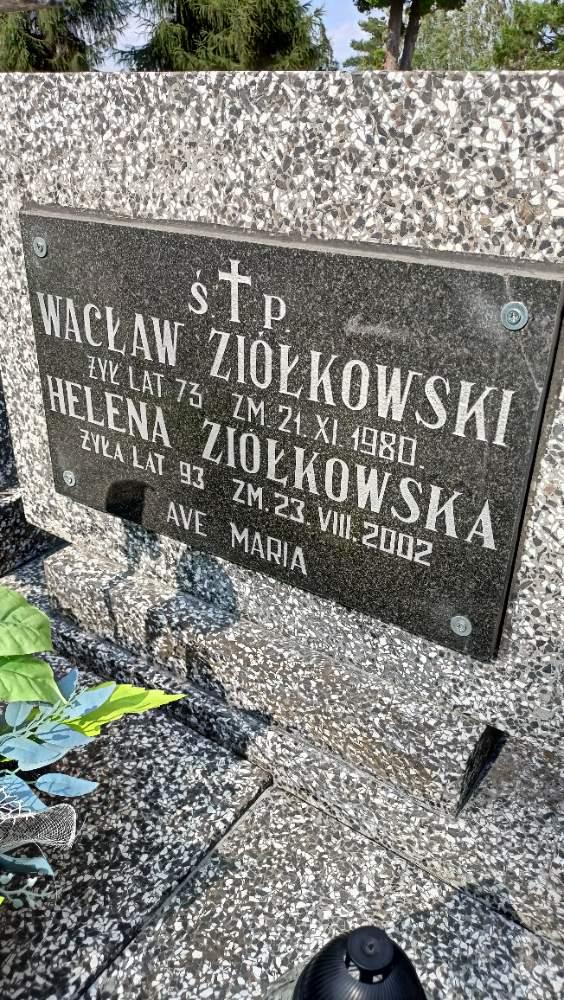 Ś. P.
WACŁAW ZIÓŁKOWSKI
ŻYŁ LAT 73 ZM. 21. XI 1980.
HELENA ZIÓŁKOWSKA
ŻYŁA LAT 93 ZM. 23. VIII. 2002
AVE MARIA